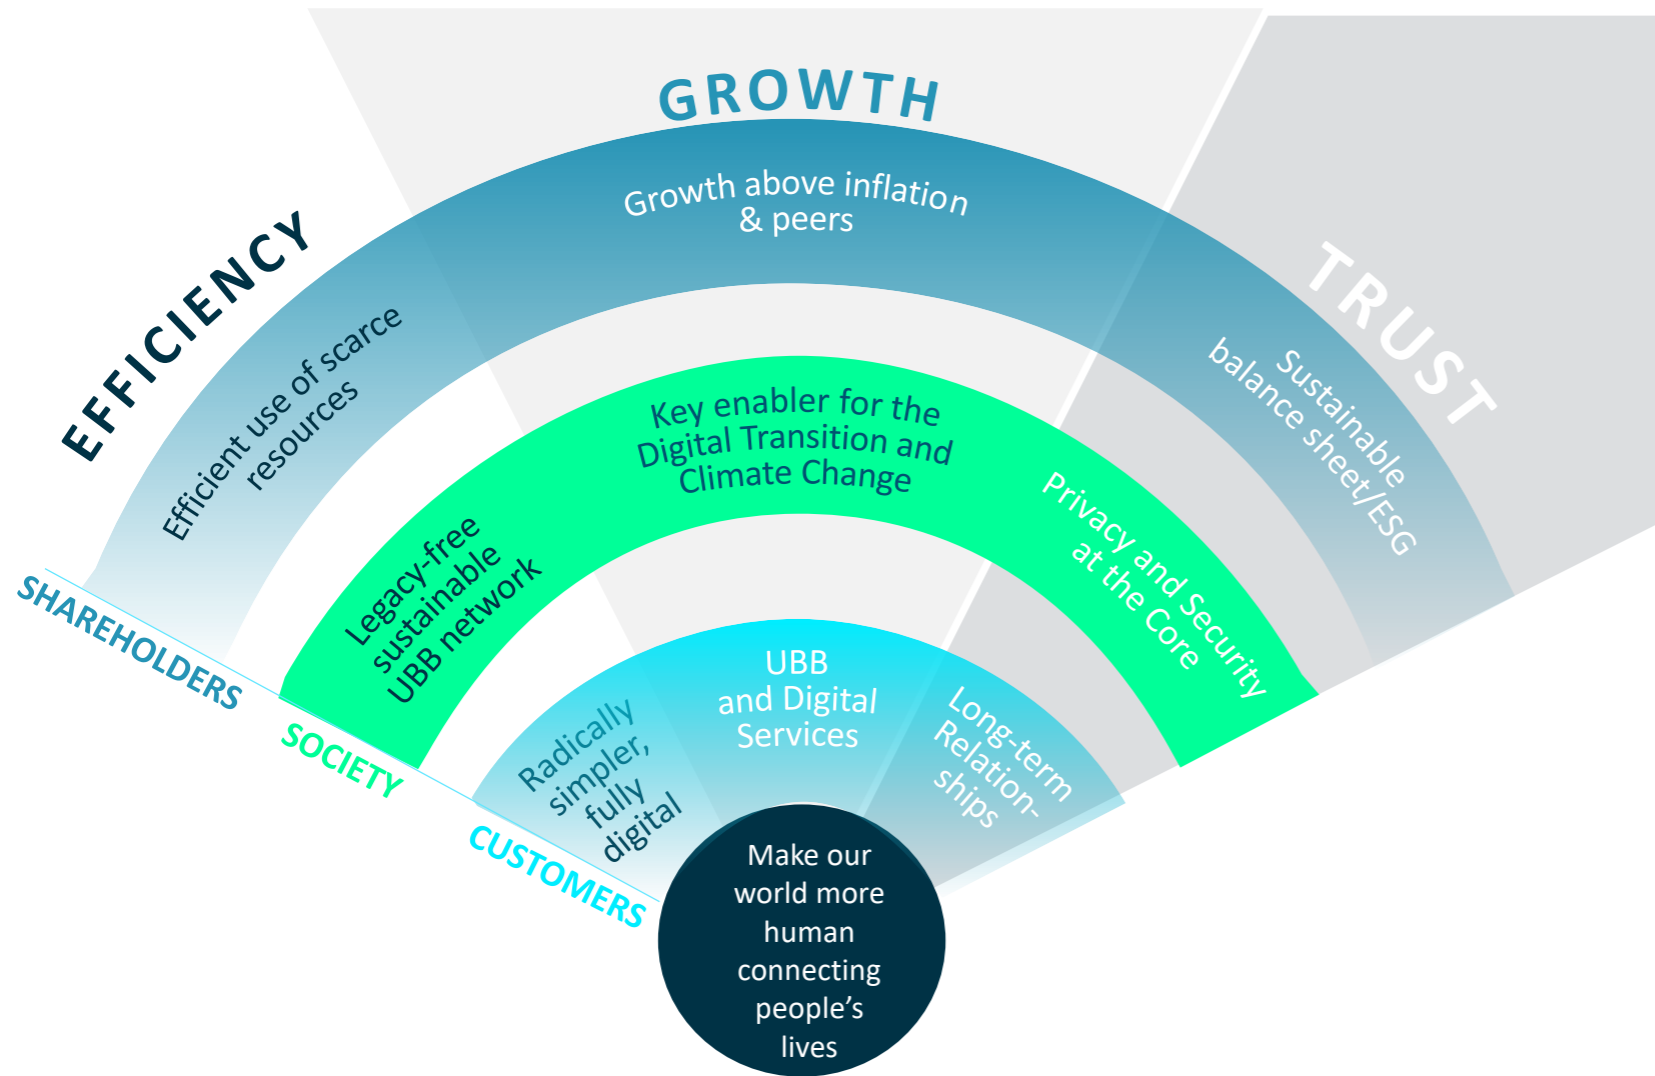 GROWTH
EFFICIENCY
TRUST
Growth above inflation
& peers
Efficient use of scarce
resources
Sustainable
balance sheet/ESG
SHAREHOLDERS
Key enabler for the
Digital Transition and
Climate Change
Legacy-free
sustainable
UBB network
Privacy and Security
at the Core
SOCIETY
UBB
and Digital
Services
Radically
simpler,
fully
digital
Long-term
Relation-
ships
CUSTOMERS
Make our
world more
human
connecting
people’s
lives